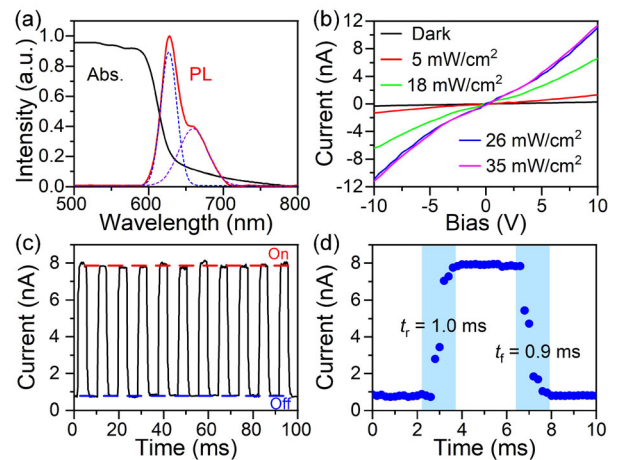 (a)
1.0
0.8
0.6
0.4
0.2
0.0
Intensity (a.u.)
Abs.
PL
500 600 700 800
Wavelength (nm)
(b)
12
8
4
0
-4
-8
-12
Current (nA)
Dark
5 mW/cm²
18 mW/cm²
26 mW/cm²
35 mW/cm²
-10 -5 0 5 10
Bias (V)
(c)
10
8
6
4
2
0
Current (nA)
On
Off
0 20 40 60 80 100
Time (ms)
(d)
10
8
6
4
2
0
Current (nA)
tr = 1.0 ms
tf = 0.9 ms
0 2 4 6 8 10
Time (ms)